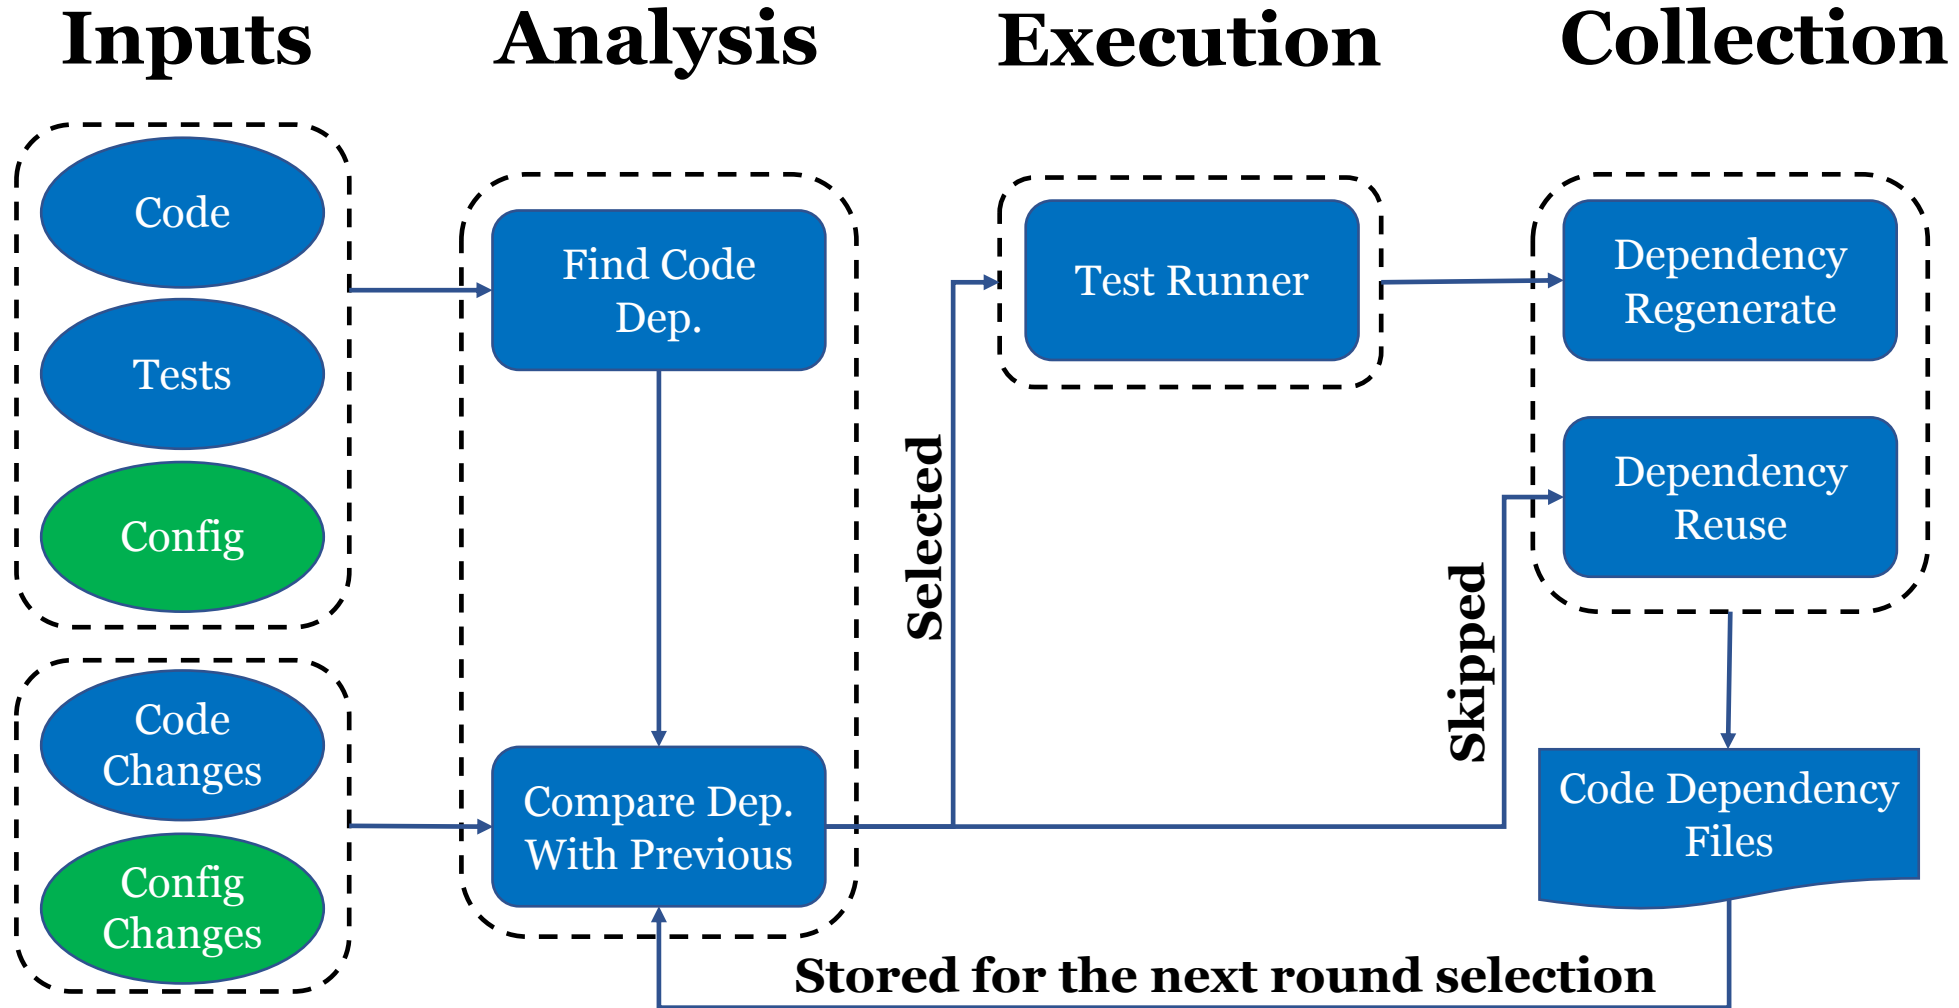 Inputs
Analysis
Execution
Collection
Code
Tests
Config
Code
Changes
Config
Changes
Find Code
Dep.
Compare Dep.
With Previous
Selected
Test Runner
Skipped
Dependency
Regenerate
Dependency
Reuse
Code Dependency
Files
Stored for the next round selection